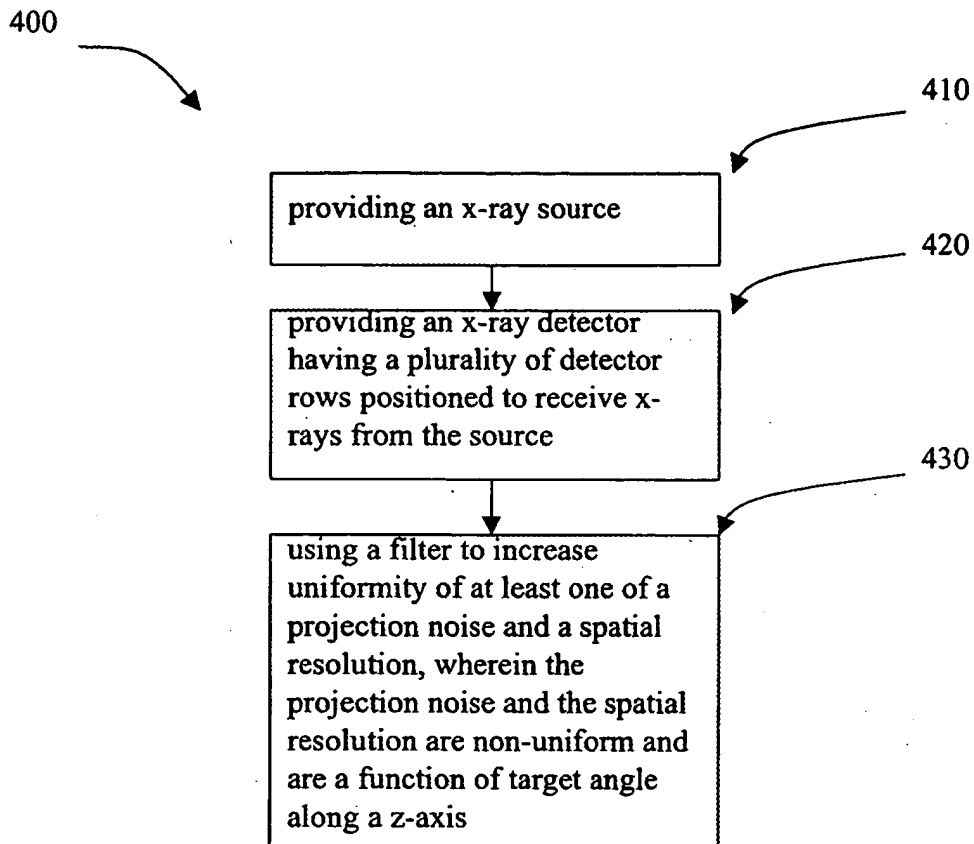 400
410
providing an x-ray source
420
providing an x-ray detector
having a plurality of detector
rows positioned to receive x-
rays from the source
430
using a filter to increase
uniformity of at least one of a
projection noise and a spatial
resolution, wherein the
projection noise and the spatial
resolution are non-uniform and
are a function of target angle
along a z-axis